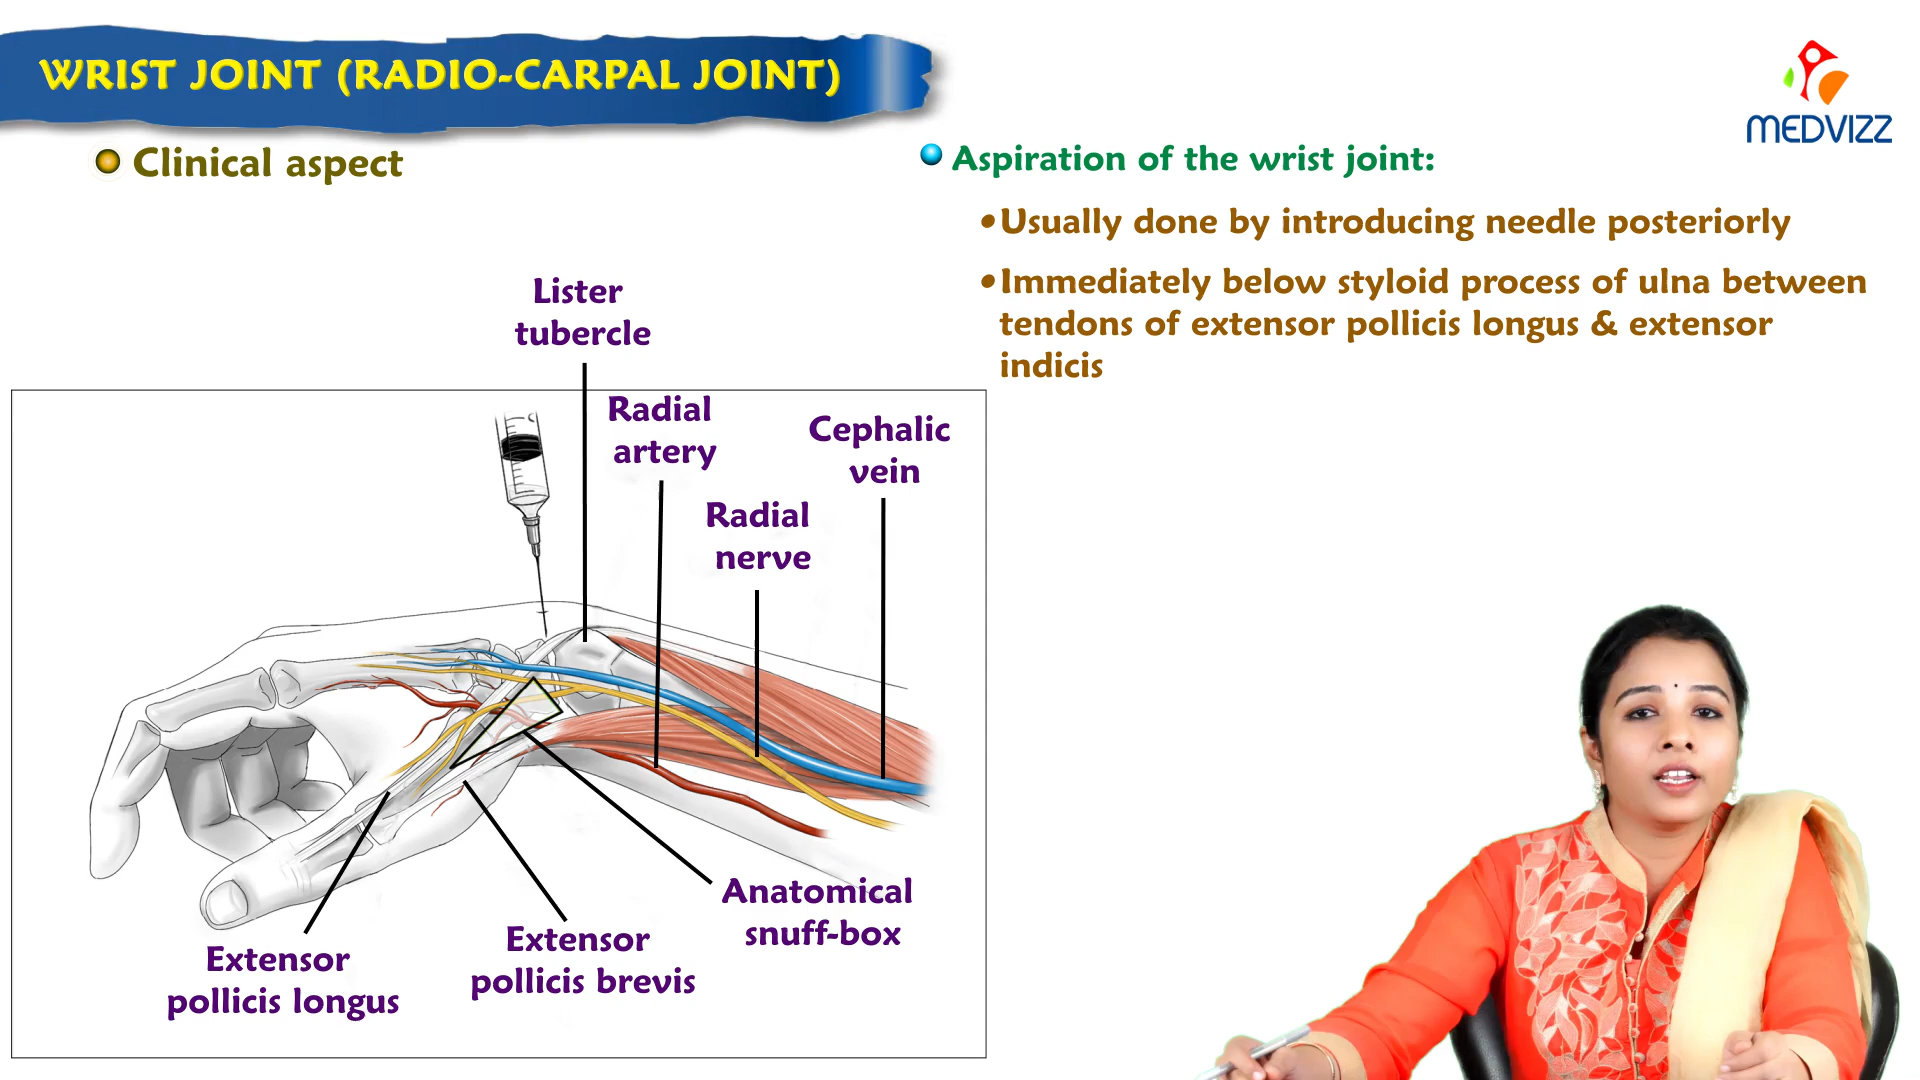 WRIST JOINT (RADIO-CARPAL JOINT)
MEDVIZZ
Clinical aspect
Aspiration of the wrist joint:
•Usually done by introducing needle posteriorly
•Immediately below styloid process of ulna between
tendons of extensor pollicis longus & extensor
indicis
Lister
tubercle
Radial
artery
Cephalic
vein
Radial
nerve
Anatomical
snuff-box
Extensor
pollicis brevis
Extensor
pollicis longus